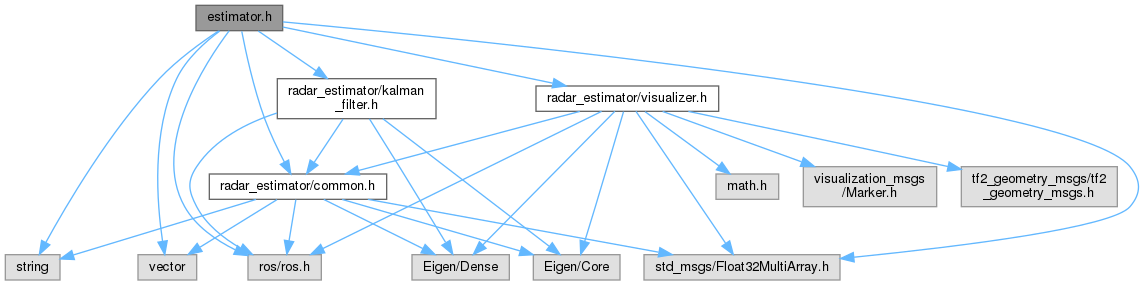 estimator.h
radar_estimator/kalman
_filter.h
radar_estimator/visualizer.h
radar_estimator/common.h
math.h
visualization_msgs
/Marker.h
tf2_geometry_msgs/tf2
_geometry_msgs.h
string
vector
ros/ros.h
Eigen/Dense
Eigen/Core
std_msgs/Float32MultiArray.h